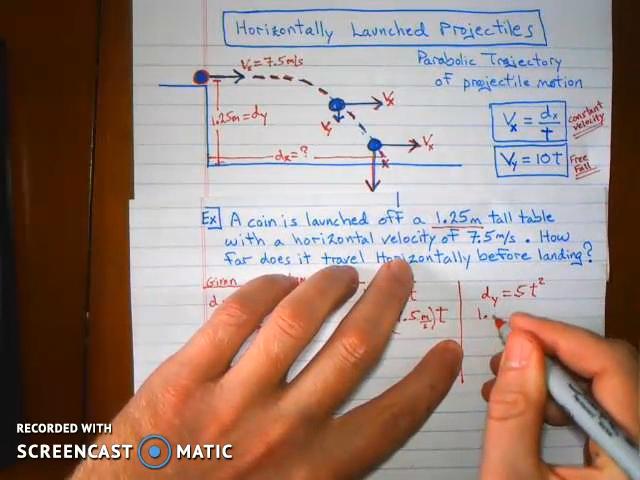 Horizontally Launched Projectiles
Vx = 7.5 m/s
Parabolic Trajectory
of projectile motion
1.25m = dy
Vx
Vy
Vx
dx = ?
Vx = dx/t
constant
velocity
Vy = 10t
Free
Fall
Ex A coin is launched off a 1.25m tall table
with a horizontal velocity of 7.5 m/s. How
far does it travel Horizontally before landing?
Given
d
t
.5 m/s) t
dy = 5t²
1.
RECORDED WITH
SCREENCAST MATIC